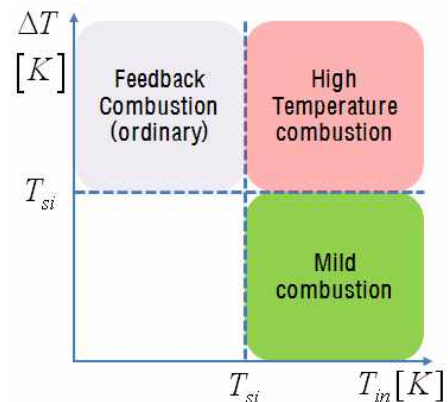 ΔT
[K]
Feedback
Combustion
(ordinary)
High
Temperature
combustion
T_si
Mild
combustion
T_si
T_in [K]